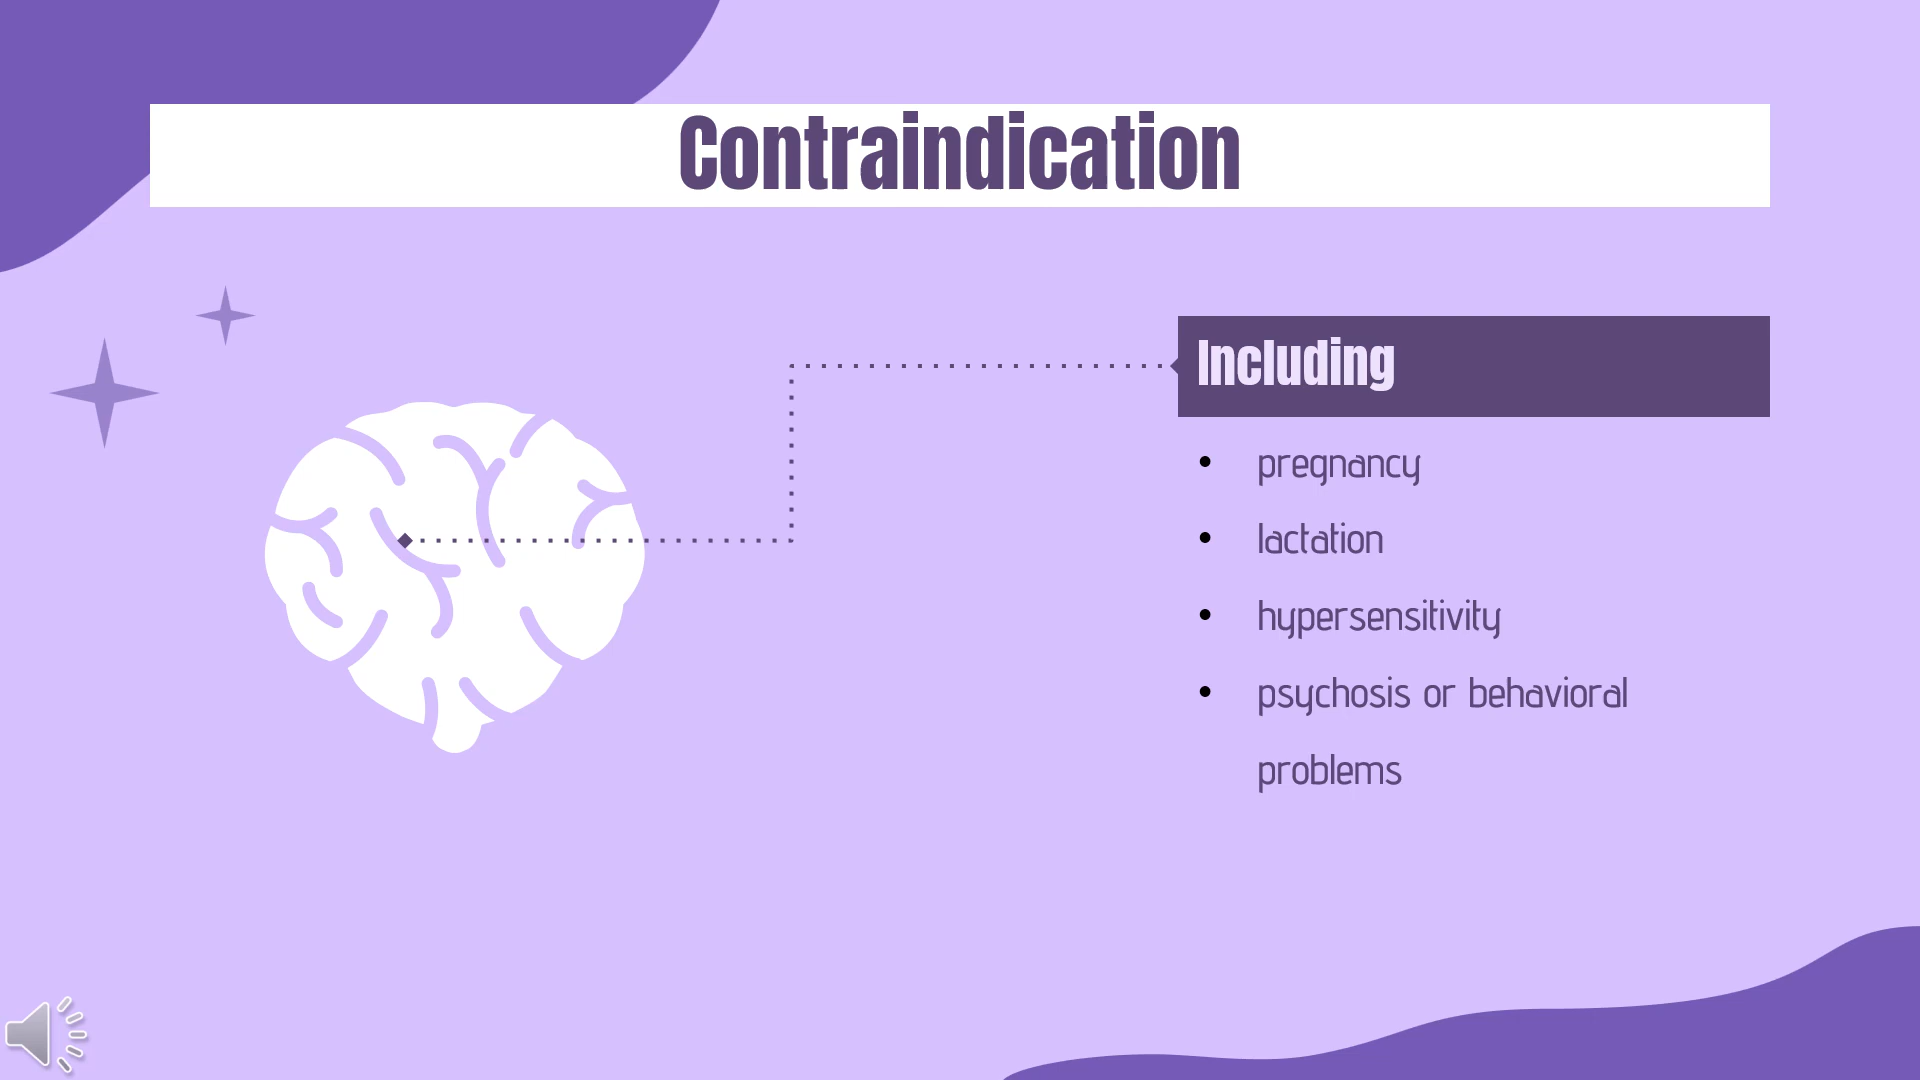 Contraindication
Including
• pregnancy
• lactation
• hypersensitivity
• psychosis or behavioral
problems